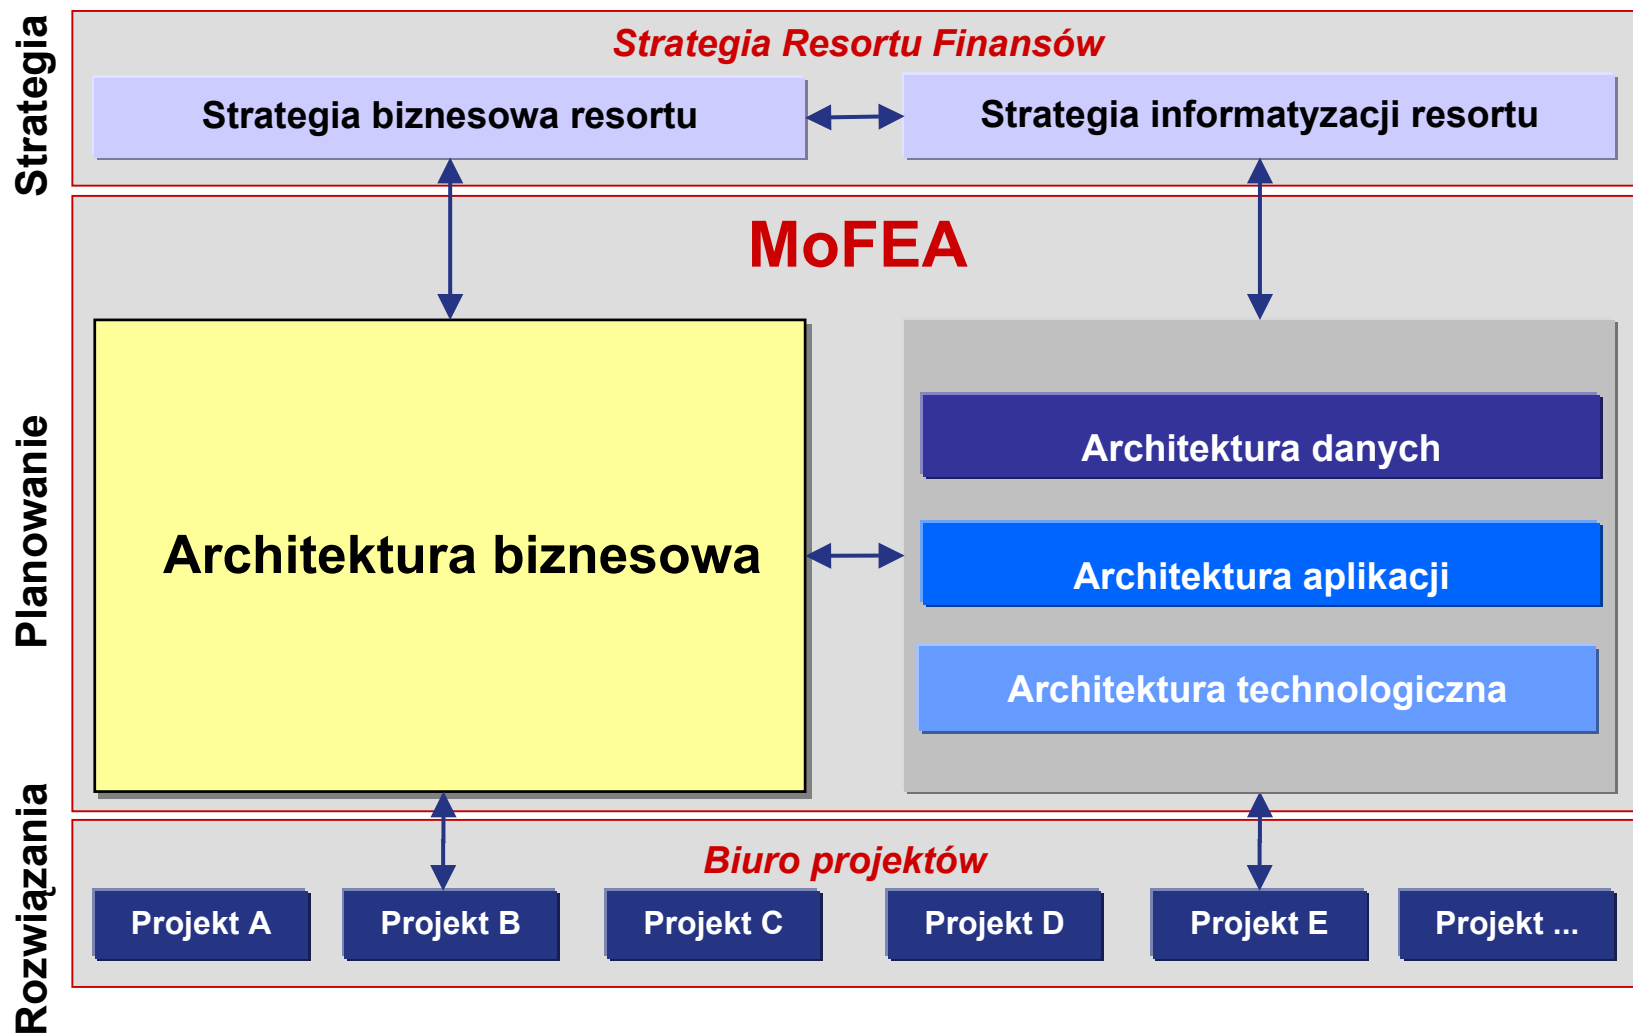 Strategia
Strategia Resortu Finansów
Strategia biznesowa resortu
Strategia informatyzacji resortu
Planowanie
MoFEA
Architektura biznesowa
Architektura danych
Architektura aplikacji
Architektura technologiczna
Rozwiązania
Biuro projektów
Projekt A
Projekt B
Projekt C
Projekt D
Projekt E
Projekt ...